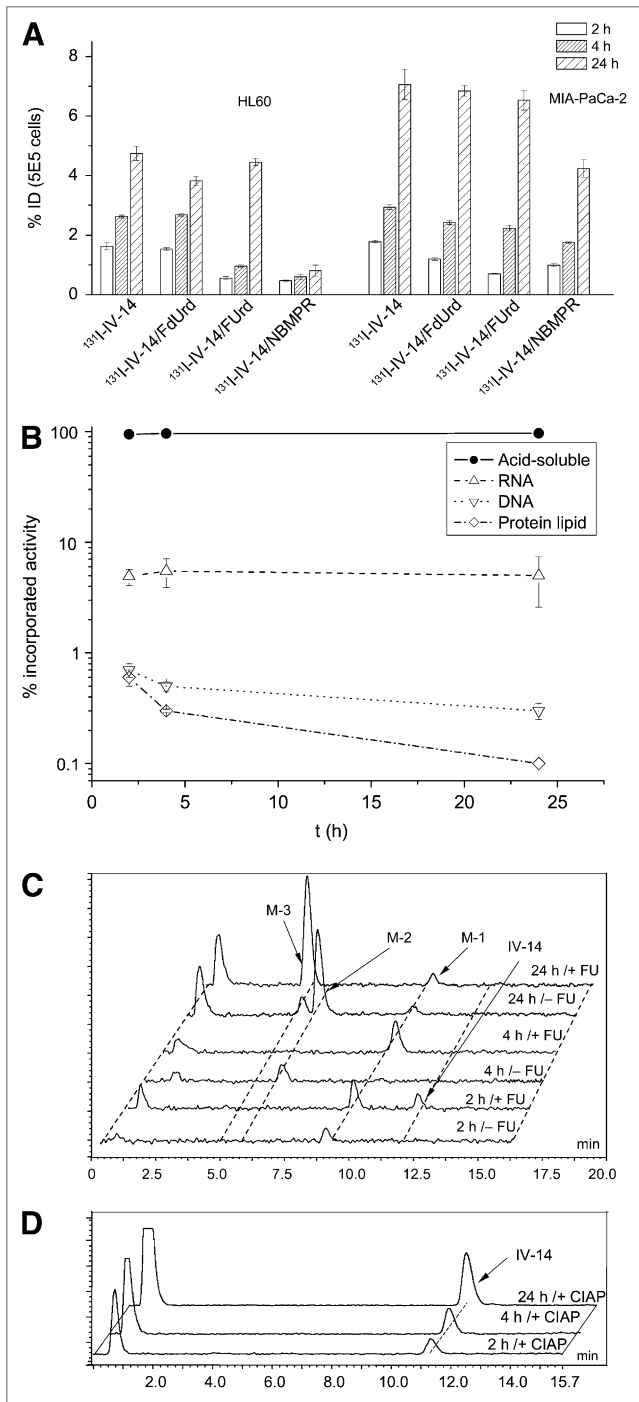 A
2 h
4 h
24 h
HL60
MIA-PaCa-2
% ID (5E5 cells)
8
6
4
2
0
¹³¹I-IV-14
¹³¹I-IV-14/FdUrd
¹³¹I-IV-14/FUrd
¹³¹I-IV-14/NBMPR
¹³¹I-IV-14
¹³¹I-IV-14/FdUrd
¹³¹I-IV-14/FUrd
¹³¹I-IV-14/NBMPR
B
% incorporated activity
100
10
1
0.1
Acid-soluble
RNA
DNA
Protein lipid
0 5 10 15 20 25
t (h)
C
M-3
M-2
M-1
IV-14
24 h /+ FU
24 h /– FU
4 h /+ FU
4 h /– FU
2 h /+ FU
2 h /– FU
min
0 2.5 5.0 7.5 10.0 12.5 15.0 17.5 20.0
D
IV-14
24 h /+ CIAP
4 h /+ CIAP
2 h /+ CIAP
min
2.0 4.0 6.0 8.0 10.0 12.0 14.0 15.7